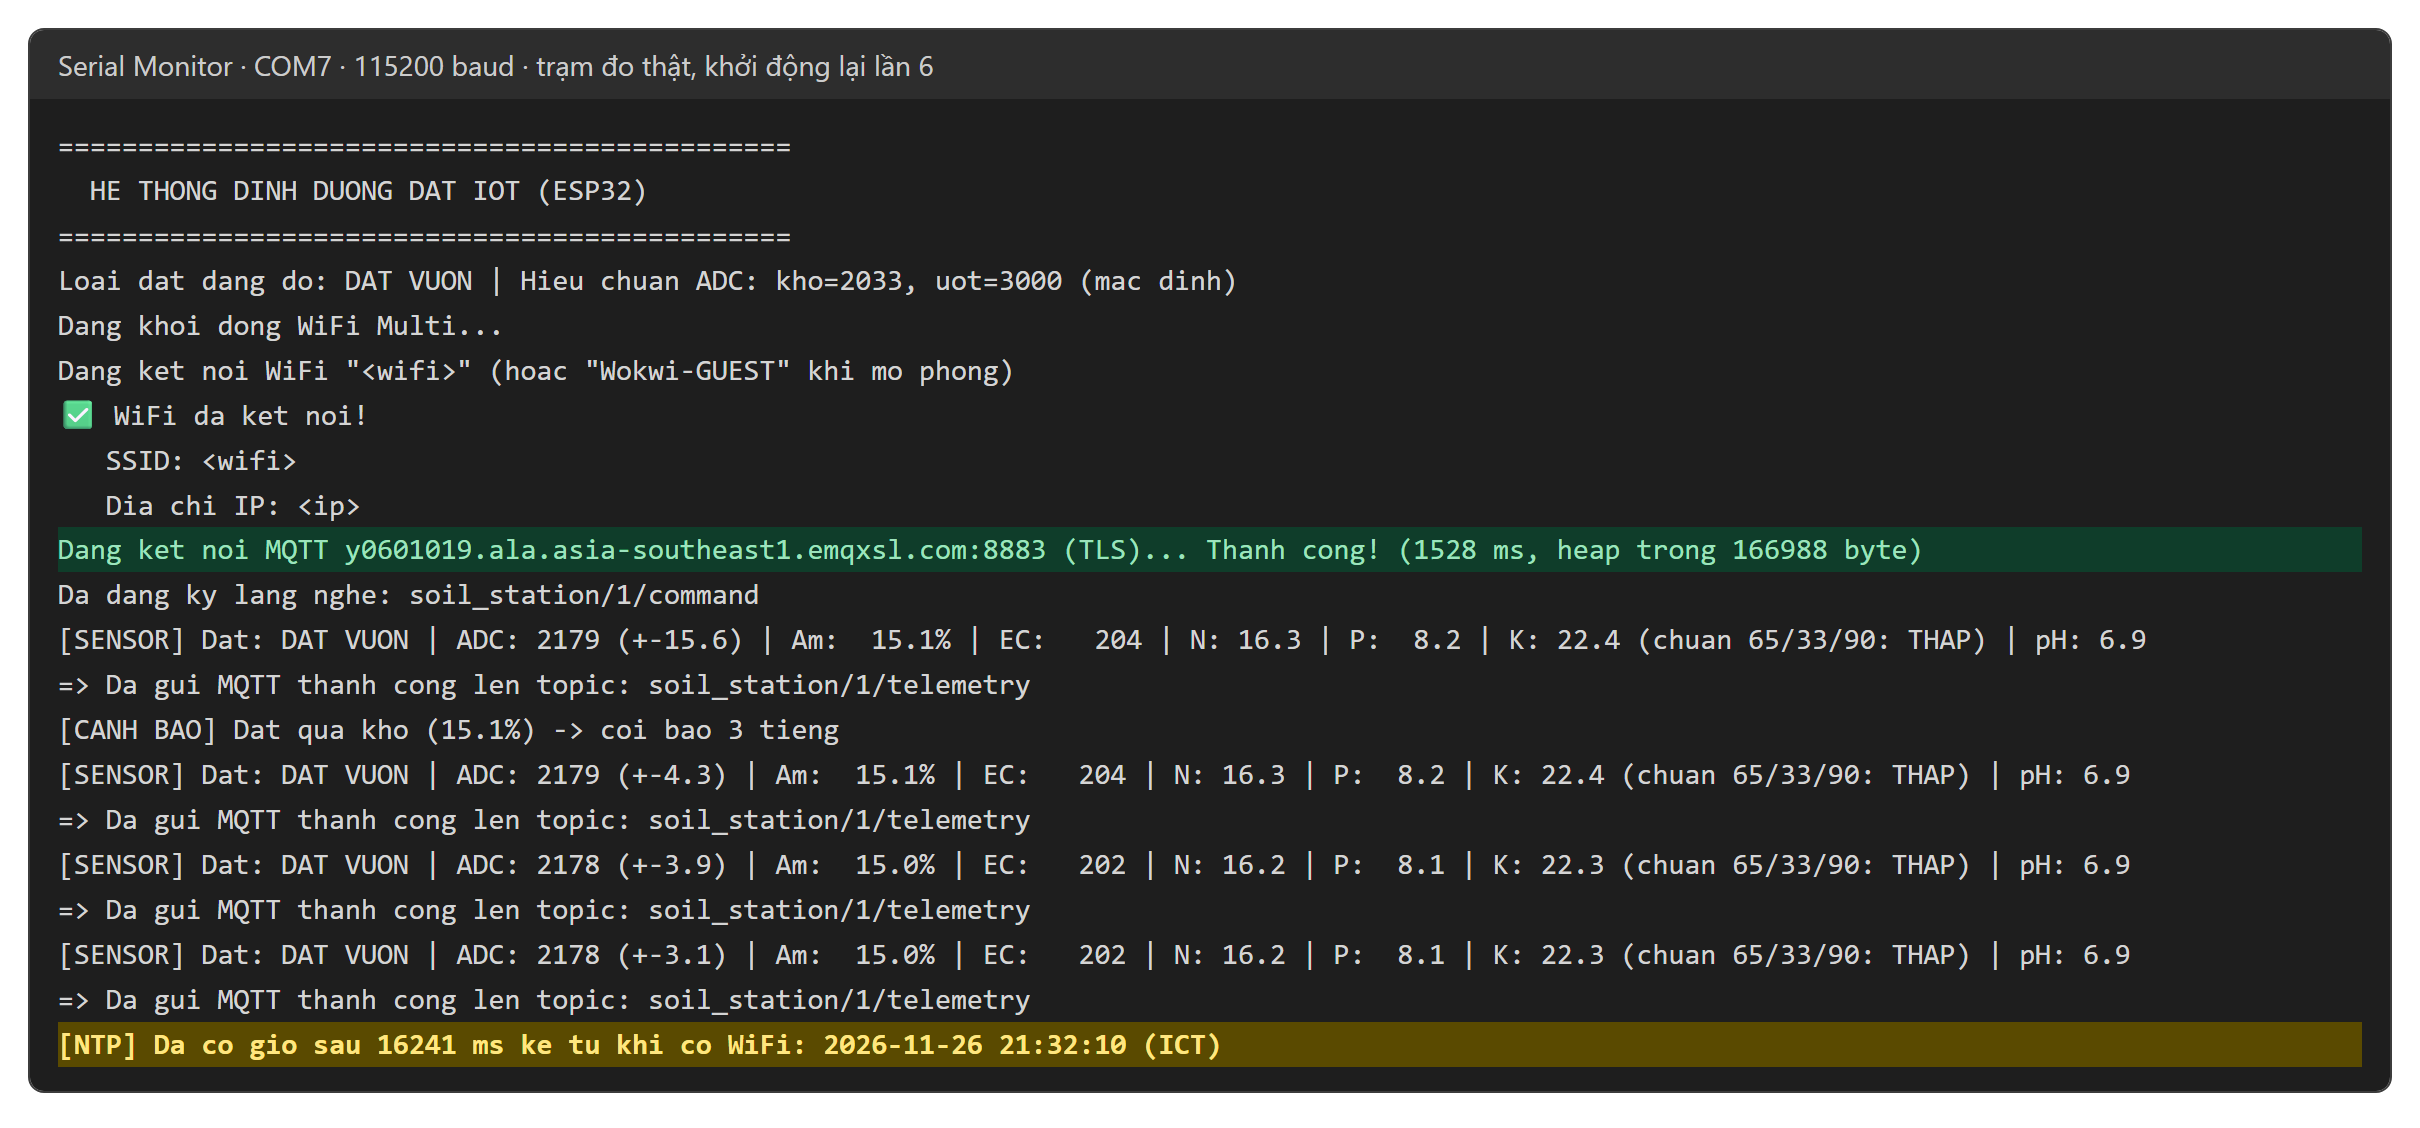 Serial Monitor · COM7 · 115200 baud · trạm đo thật, khởi động lại lần 6
==============================================
HE THONG DINH DUONG DAT IOT (ESP32)
==============================================
Loai dat dang do: DAT VUON | Hieu chuan ADC: kho=2033, uot=3000 (mac dinh)
Dang khoi dong WiFi Multi...
Dang ket noi WiFi "<wifi>" (hoac "Wokwi-GUEST" khi mo phong)
✅ WiFi da ket noi!
SSID: <wifi>
Dia chi IP: <ip>
Dang ket noi MQTT y0601019.ala.asia-southeast1.emqxsl.com:8883 (TLS)... Thanh cong! (1528 ms, heap trong 166988 byte)
Da dang ky lang nghe: soil_station/1/command
[SENSOR] Dat: DAT VUON | ADC: 2179 (+-15.6) | Am:  15.1% | EC:   204 | N: 16.3 | P:  8.2 | K: 22.4 (chuan 65/33/90: THAP) | pH: 6.9
=> Da gui MQTT thanh cong len topic: soil_station/1/telemetry
[CANH BAO] Dat qua kho (15.1%) -> coi bao 3 tieng
[SENSOR] Dat: DAT VUON | ADC: 2179 (+-4.3) | Am:  15.1% | EC:   204 | N: 16.3 | P:  8.2 | K: 22.4 (chuan 65/33/90: THAP) | pH: 6.9
=> Da gui MQTT thanh cong len topic: soil_station/1/telemetry
[SENSOR] Dat: DAT VUON | ADC: 2178 (+-3.9) | Am:  15.0% | EC:   202 | N: 16.2 | P:  8.1 | K: 22.3 (chuan 65/33/90: THAP) | pH: 6.9
=> Da gui MQTT thanh cong len topic: soil_station/1/telemetry
[SENSOR] Dat: DAT VUON | ADC: 2178 (+-3.1) | Am:  15.0% | EC:   202 | N: 16.2 | P:  8.1 | K: 22.3 (chuan 65/33/90: THAP) | pH: 6.9
=> Da gui MQTT thanh cong len topic: soil_station/1/telemetry
[NTP] Da co gio sau 16241 ms ke tu khi co WiFi: 2026-11-26 21:32:10 (ICT)